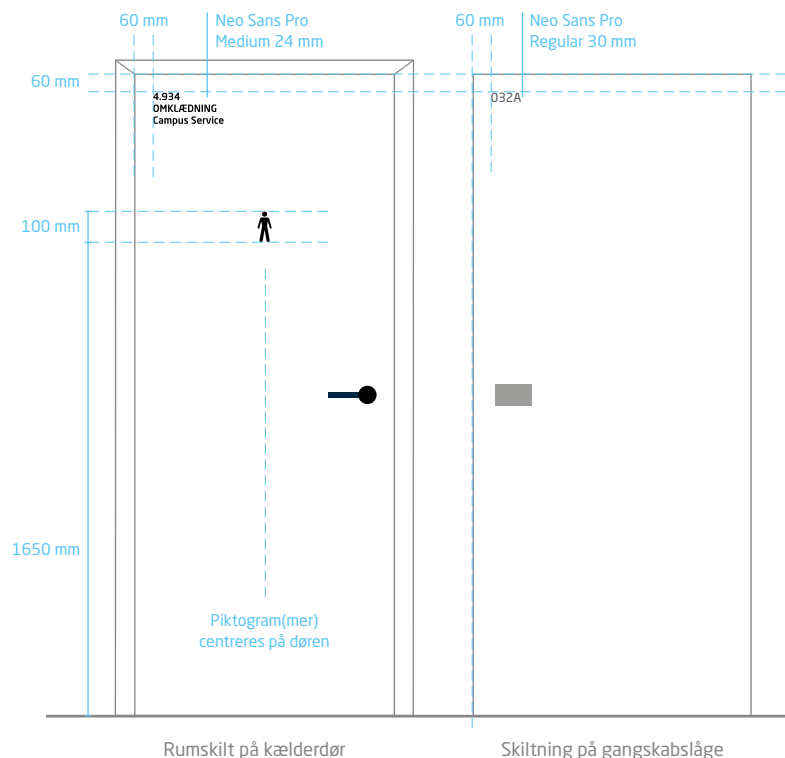 60 mm
Neo Sans Pro
Medium 24 mm
60 mm
Neo Sans Pro
Regular 30 mm
60 mm
4.934
OMKLÆDNING
Campus Service
032A
100 mm
1650 mm
Piktogram(mer)
centreres på døren
Rumskilt på kælderdør
Skiltning på gangskabslåge